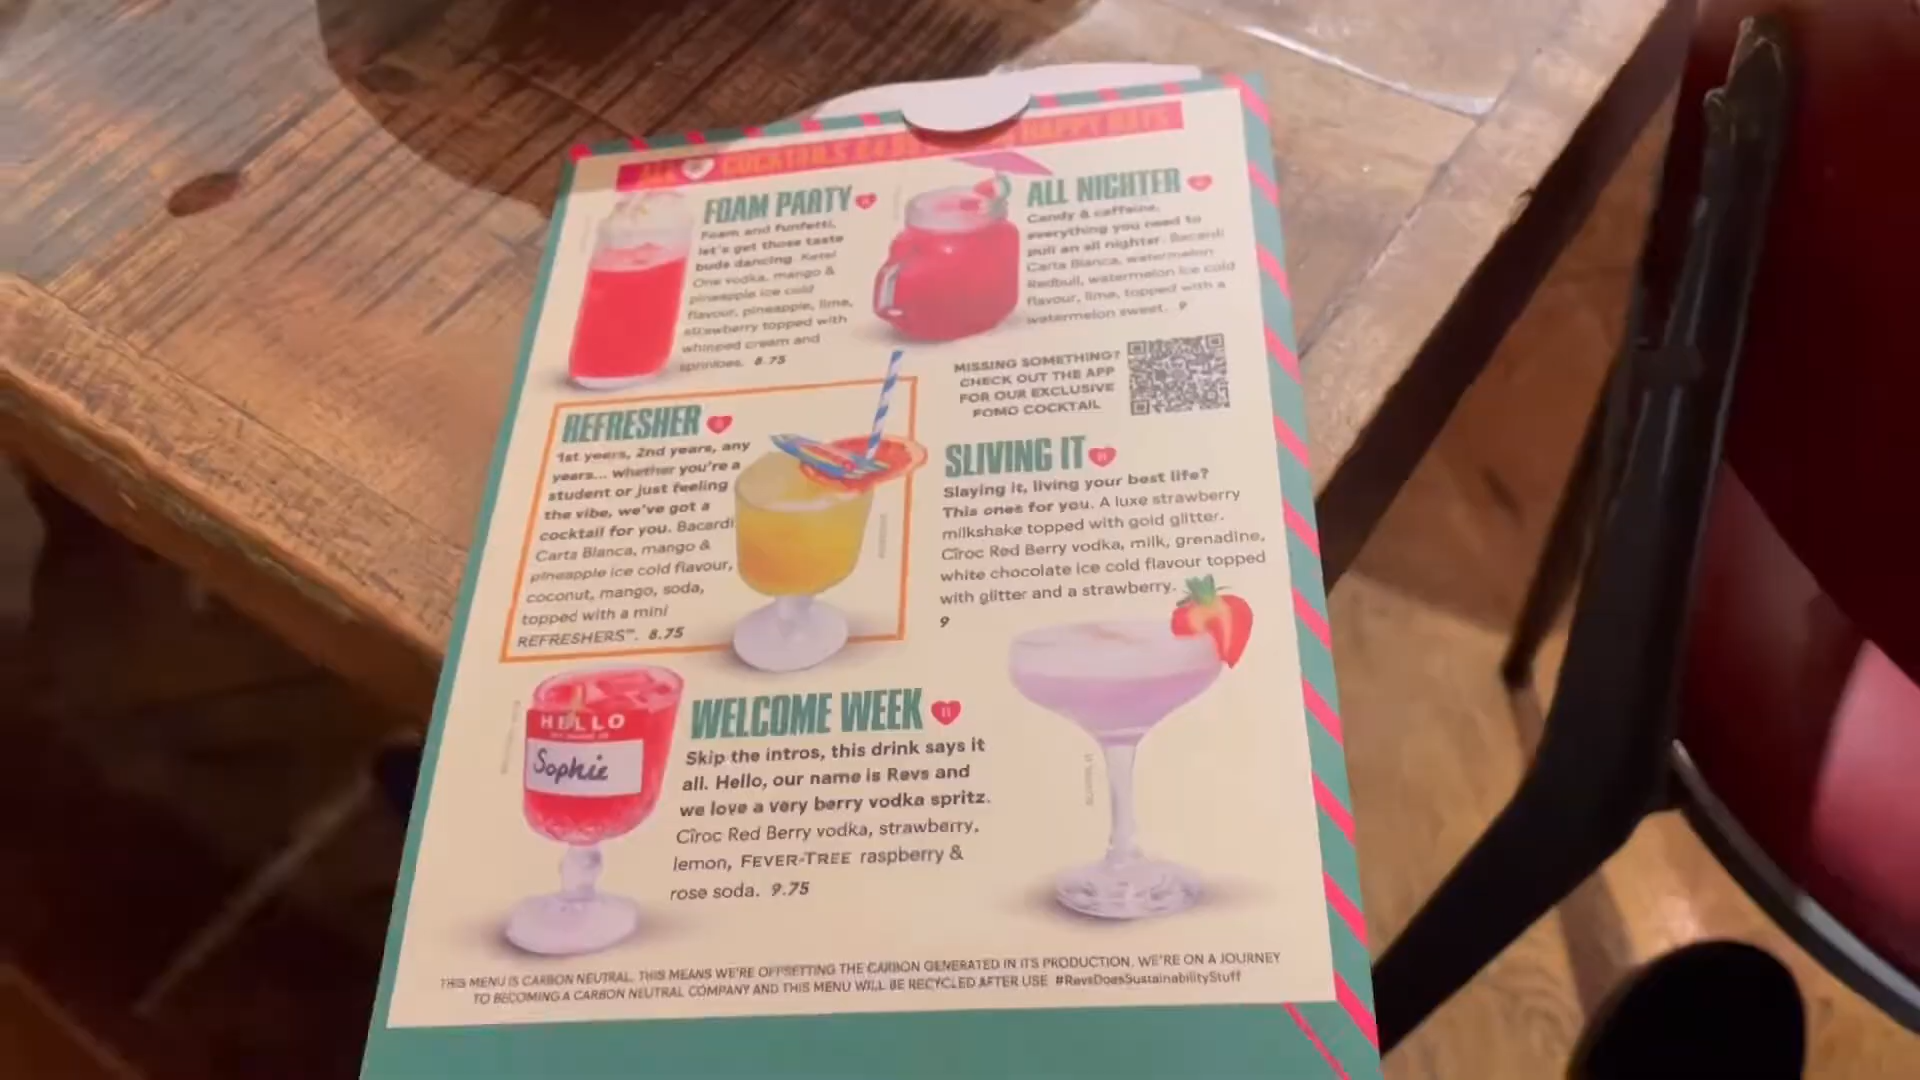 ALL COCKTAILS HAPPY DAYS
FOAM PARTY
Foam and funfetti,
let's get those taste
buds dancing. Ketel
One vodka, mango &
pineapple ice cold
flavour, pineapple, lime,
strawberry topped with
whipped cream and
sprinkles. 8.75
ALL NIGHTER
Candy & caffeine,
everything you need to
pull an all nighter. Bacardi
Carta Blanca, watermelon
Redbull, watermelon ice cold
flavour, lime, topped with a
watermelon sweet. 9
MISSING SOMETHING?
CHECK OUT THE APP
FOR OUR EXCLUSIVE
FOMO COCKTAIL
REFRESHER
1st years, 2nd years, any
years... whether you're a
student or just feeling
the vibe, we've got a
cocktail for you. Bacardi
Carta Blanca, mango &
pineapple ice cold flavour,
coconut, mango, soda,
topped with a mini
REFRESHERS™. 8.75
SLIVING IT
Slaying it, living your best life?
This ones for you. A luxe strawberry
milkshake topped with gold glitter.
Cîroc Red Berry vodka, milk, grenadine,
white chocolate ice cold flavour topped
with glitter and a strawberry.
9
HELLO
Sophie
WELCOME WEEK
Skip the intros, this drink says it
all. Hello, our name is Revs and
we love a very berry vodka spritz.
Cîroc Red Berry vodka, strawberry,
lemon, FEVER-TREE raspberry &
rose soda. 9.75
THIS MENU IS CARBON NEUTRAL. THIS MEANS WE'RE OFFSETTING THE CARBON GENERATED IN ITS PRODUCTION. WE'RE ON A JOURNEY
TO BECOMING A CARBON NEUTRAL COMPANY AND THIS MENU WILL BE RECYCLED AFTER USE #RevsDoesSustainabilityStuff